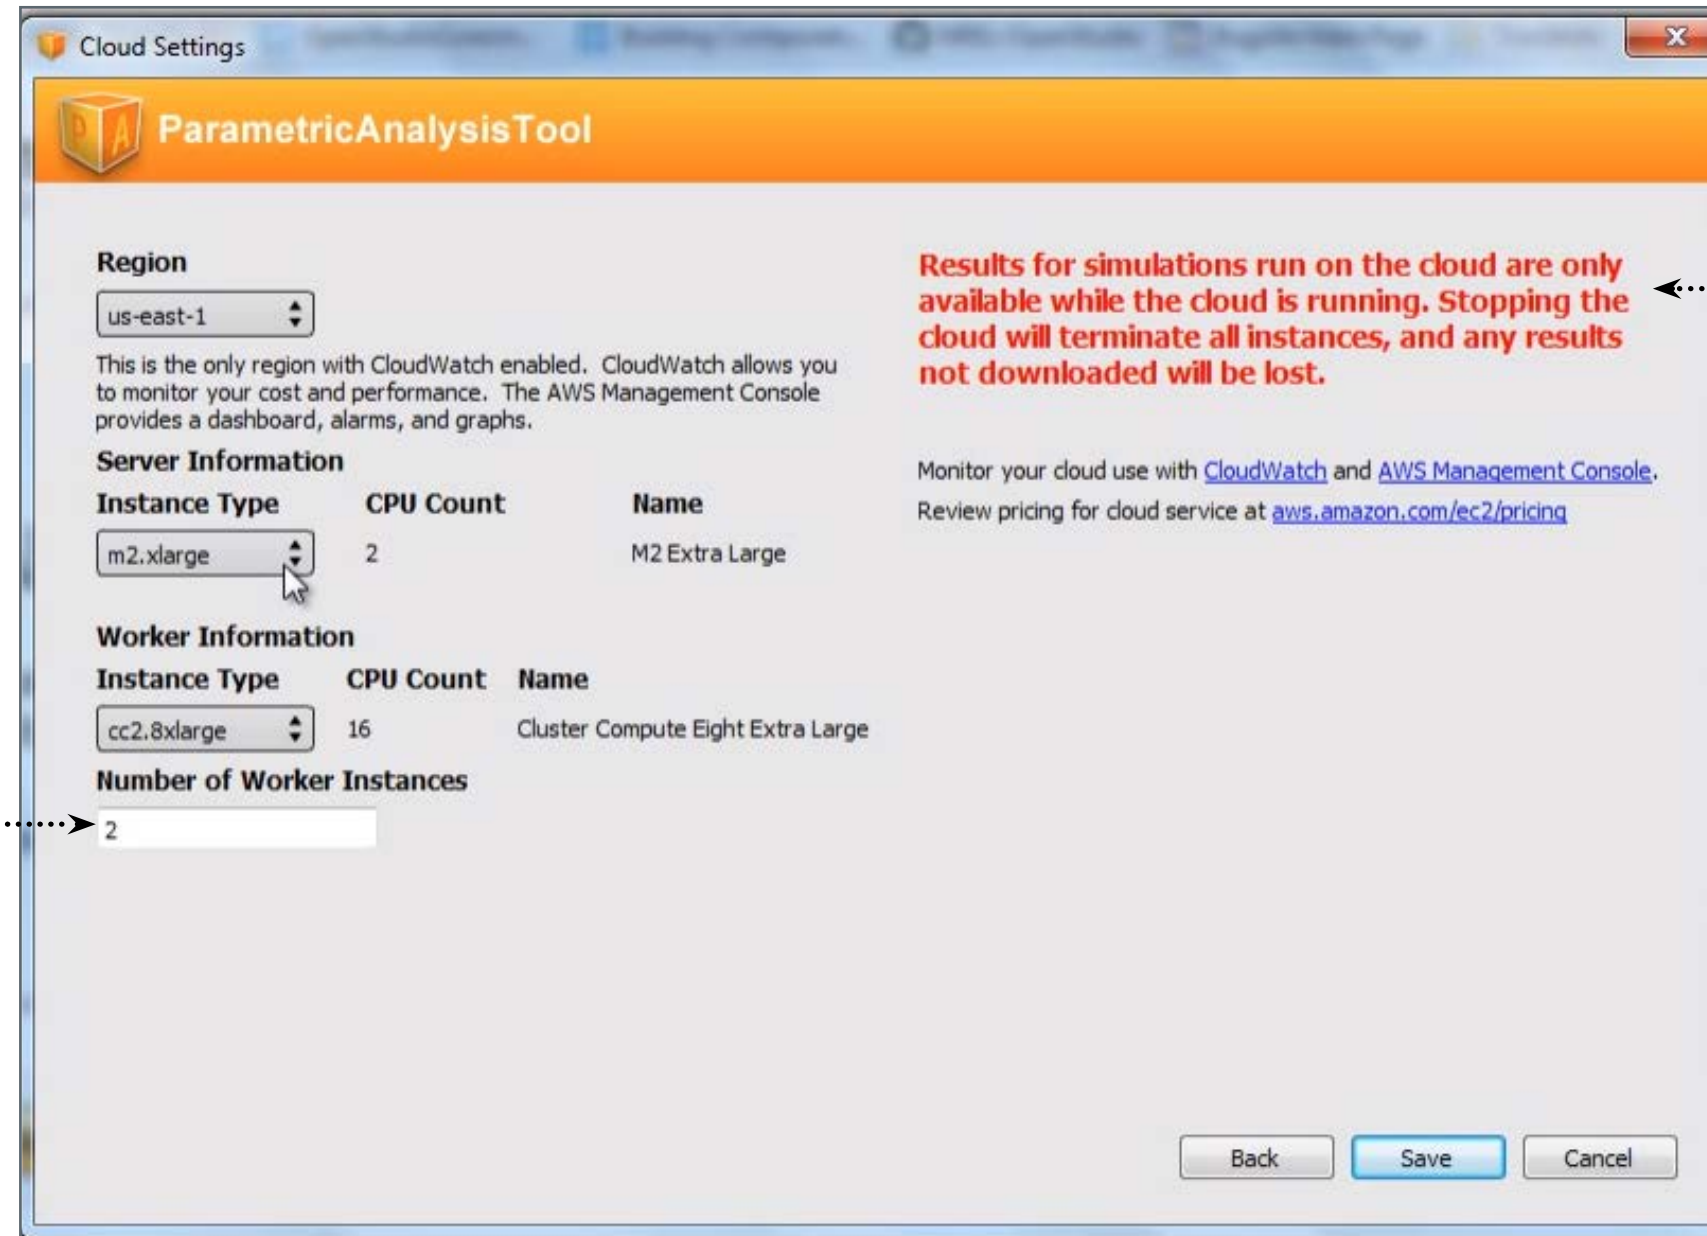 Cloud Settings
ParametricAnalysisTool
Region
us-east-1
This is the only region with CloudWatch enabled. CloudWatch allows you
to monitor your cost and performance. The AWS Management Console
provides a dashboard, alarms, and graphs.
Server Information
Instance Type CPU Count Name
m2.xlarge 2 M2 Extra Large
Worker Information
Instance Type CPU Count Name
cc2.8xlarge 16 Cluster Compute Eight Extra Large
Number of Worker Instances
2
Results for simulations run on the cloud are only
available while the cloud is running. Stopping the
cloud will terminate all instances, and any results
not downloaded will be lost.
Monitor your cloud use with CloudWatch and AWS Management Console.
Review pricing for cloud service at aws.amazon.com/ec2/pricing
Back Save Cancel